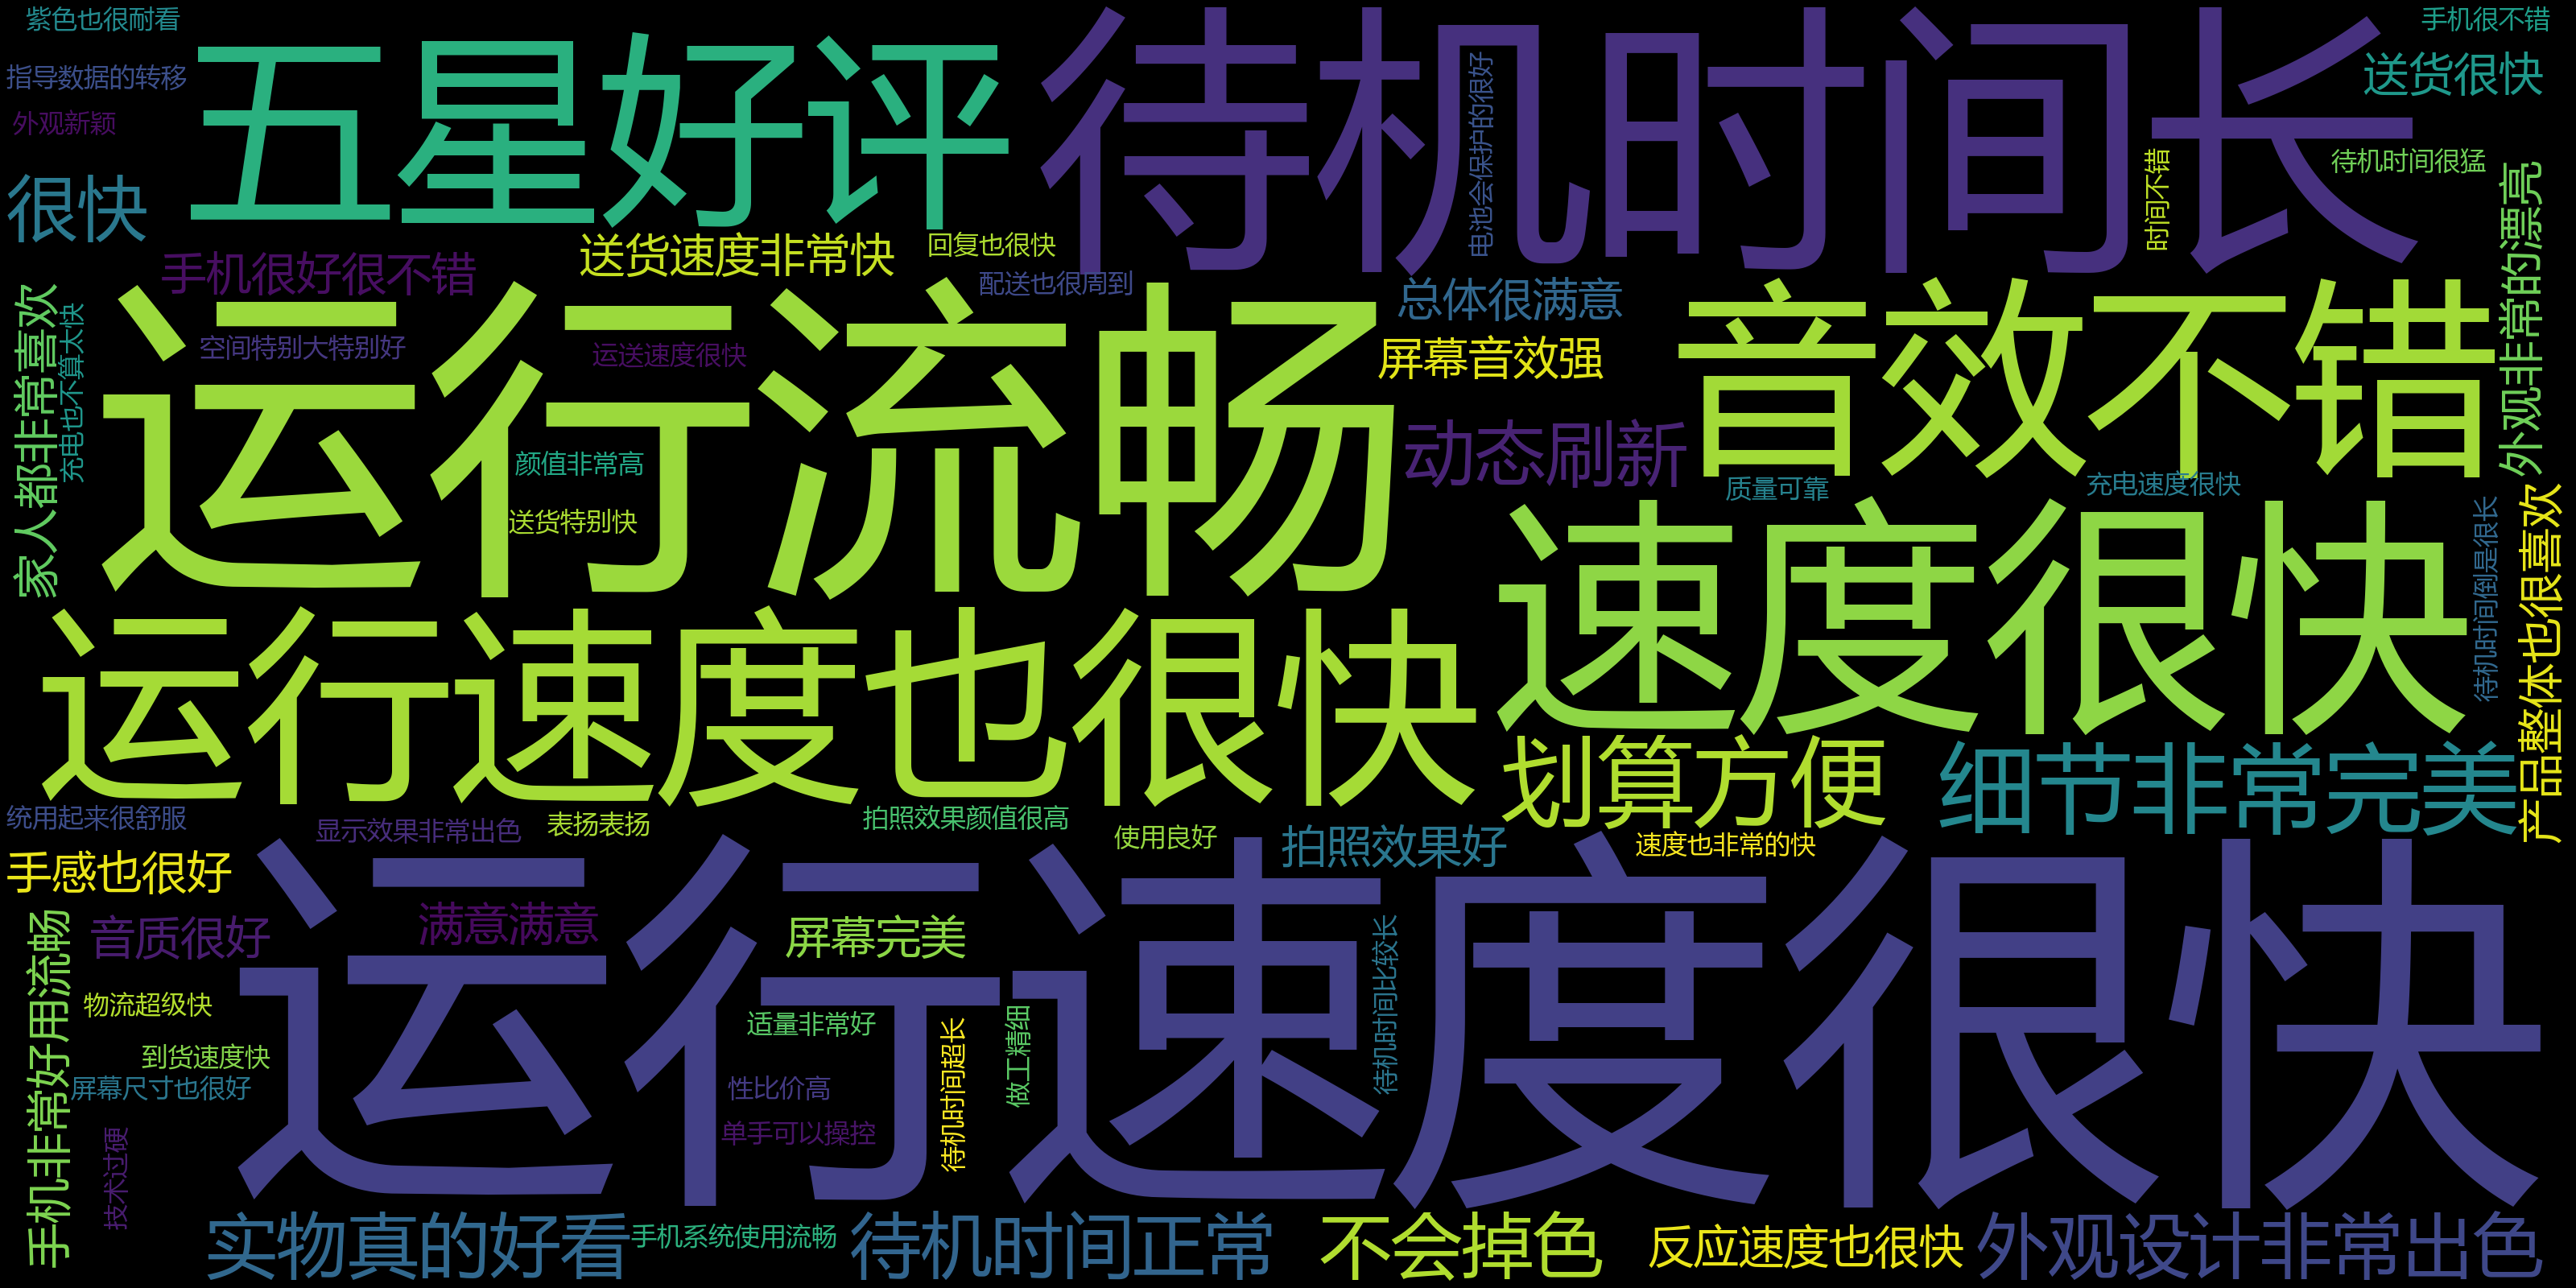 紫色也很耐看
手机很不错
五星好评
待机时间长
指导数据的转移
送货很快
外观新颖
电池会保护的很好
时间不错
待机时间很猛
很快
外观非常的漂亮
送货速度非常快
回复也很快
手机很好很不错
配送也很周到
总体很满意
音效不错
家人都非常喜欢
充电也不算太快
运行流畅
空间特别大特别好
运送速度很快
屏幕音效强
动态刷新
颜值非常高
质量可靠
充电速度很快
送货特别快
速度很快
待机时间倒是很长
产品整体也很喜欢
运行速度也很快
划算方便
细节非常完美
统用起来很舒服
显示效果非常出色
表扬表扬
拍照效果颜值很高
使用良好
拍照效果好
速度也非常的快
手感也很好
运行速度很快
音质很好
满意满意
屏幕完美
手机非常好用流畅
待机时间比较长
物流超级快
适量非常好
待机时间超长
做工精细
到货速度快
屏幕尺寸也很好
性比价高
单手可以操控
技术过硬
实物真的好看
手机系统使用流畅
待机时间正常
不会掉色
反应速度也很快
外观设计非常出色